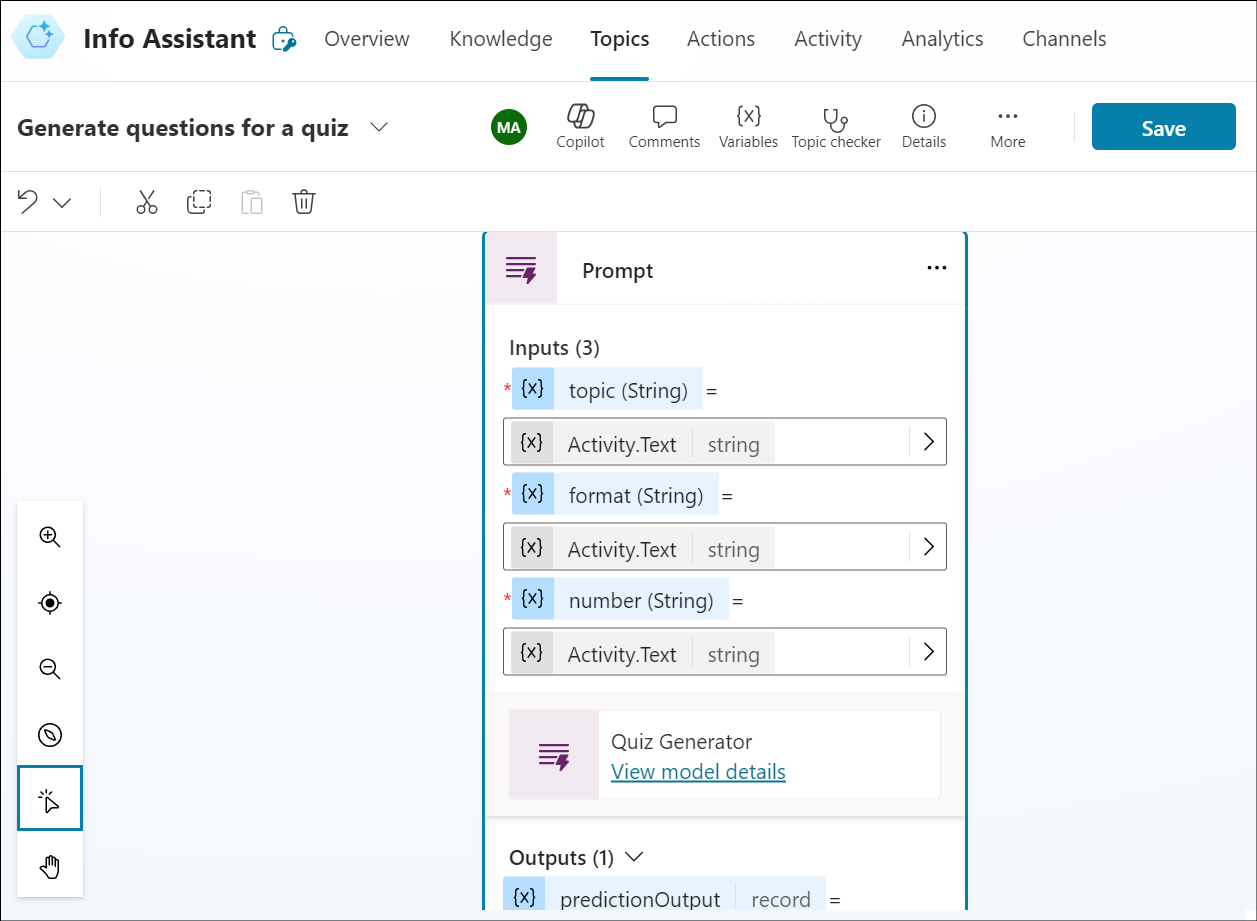 Info Assistant Overview Knowledge Topics Actions Activity Analytics Channels
Generate questions for a quiz MA Copilot Comments {x} Variables Topic checker Details More Save
Prompt
Inputs (3)
* {x} topic (String) =
{x} Activity.Text string
* {x} format (String) =
{x} Activity.Text string
* {x} number (String) =
{x} Activity.Text string
Quiz Generator
View model details
Outputs (1)
{x} predictionOutput record =